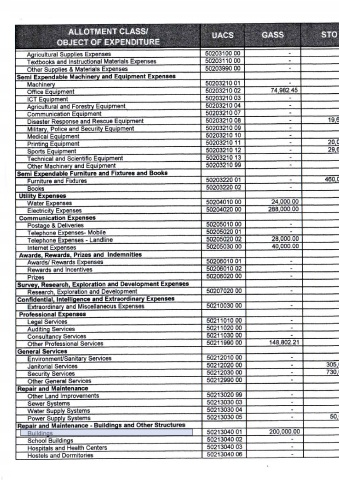 ALLOTMENT CLASS/ OBJECT OF EXPENDITURE UACS GASS STO
Agricultural Supplies Expenses 50203100 00 -
Textbooks and Instructional Materials Expenses 50203110 00 -
Other Supplies & Materials Expenses 50203990 00 -
Semi Expendable Machinery and Equipment Expenses
Machinery 50203210 01 -
Office Equipment 50203210 02 74,982.45
ICT Equipment 50203210 03 -
Agricultural and Forestry Equipment 50203210 04 -
Communication Equipment 50203210 07 -
Disaster Response and Rescue Equipment 50203210 08 - 19,6
Military, Police and Security Equipment 50203210 09 -
Medical Equipment 50203210 10 -
Printing Equipment 50203210 11 - 20,0
Sports Equipment 50203210 12 - 29,6
Technical and Scientific Equipment 50203210 13 -
Other Machinery and Equipment 50203210 99 -
Semi Expendable Furniture and Fixtures and Books
Furniture and Fixtures 50203220 01 - 460,0
Books 50203220 02 -
Utility Expenses
Water Expenses 50204010 00 24,000.00
Electricity Expenses 50204020 00 288,000.00
Communication Expenses
Postage & Deliveries 50205010 00 -
Telephone Expenses- Mobile 50205020 01 -
Telephone Expenses - Landline 50205020 02 28,000.00
Internet Expenses 50205030 00 40,000.00
Awards, Rewards, Prizes and Indemnities
Awards/ Rewards Expenses 50206010 01 -
Rewards and Incentives 50206010 02 -
Prizes 50206020 00 -
Survey, Research, Exploration and Development Expenses
Research, Exploration and Development 50207020 00 -
Confidential, Intelligence and Extraordinary Expenses
Extraordinary and Miscellaneous Expenses 50210030 00 -
Professional Expenses
Legal Services 50211010 00 -
Auditing Services 50211020 00 -
Consultancy Services 50211030 00 -
Other Professional Services 50211990 00 148,802.21
General Services
Environment/Sanitary Services 50212010 00 -
Janitorial Services 50212020 00 - 305,
Security Services 50212030 00 - 730,
Other General Services 50212990 00 -
Repair and Maintenance
Other Land Improvements 50213020 99 -
Sewer Systems 50213030 03 -
Water Supply Systems 50213030 04 -
Power Supply Systems 50213030 05 - 50,
Repairs and Maintenance - Buildings and Other Structures
Buildings 50213040 01 200,000.00
School Buildings 50213040 02 -
Hospitals and Health Centers 50213040 03 -
Hostels and Dormitories 50213040 06 -